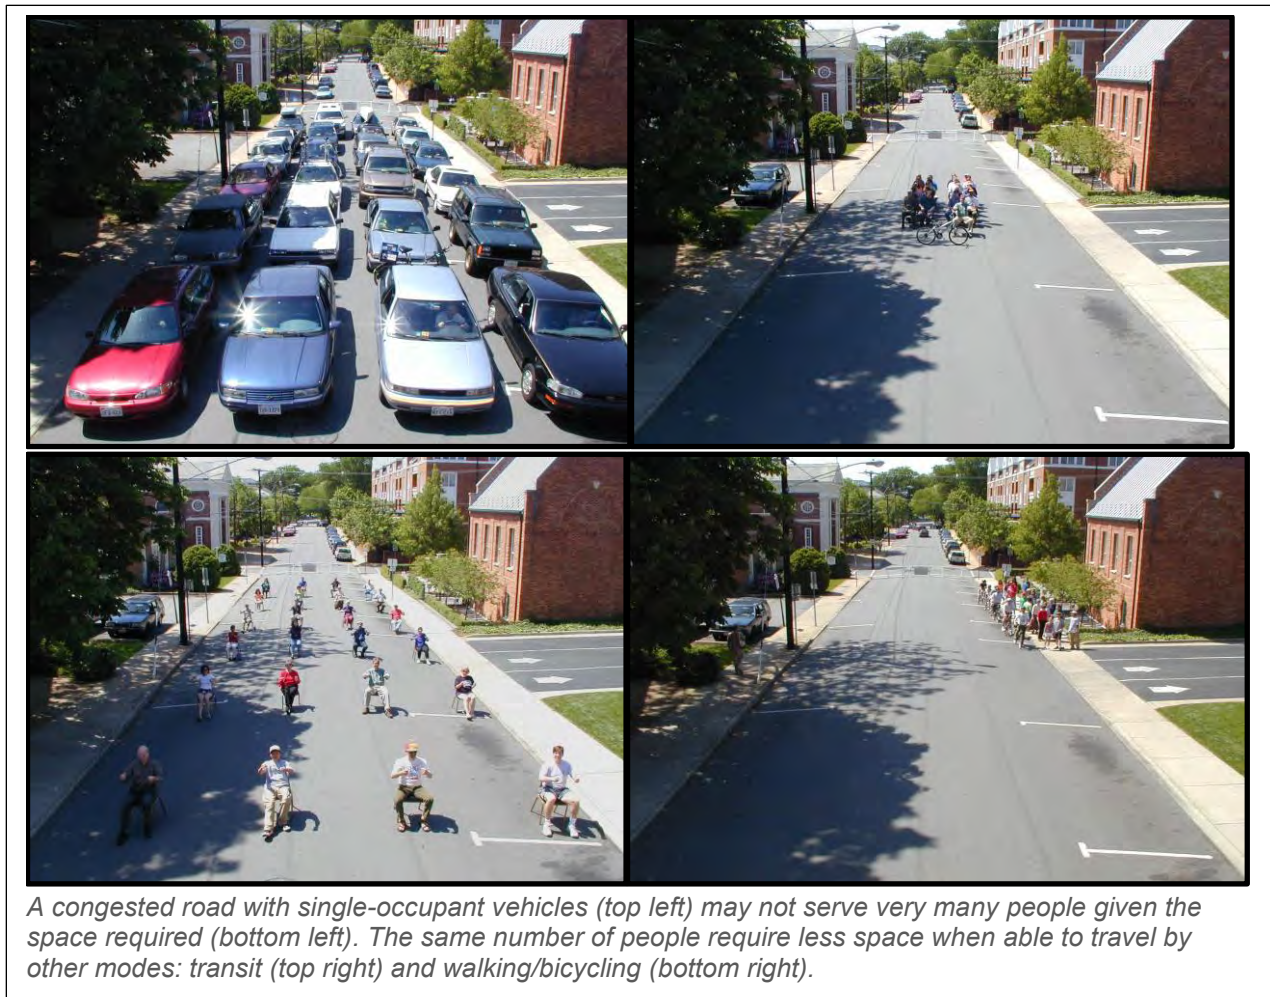 A congested road with single-occupant vehicles (top left) may not serve very many people given the
space required (bottom left). The same number of people require less space when able to travel by
other modes: transit (top right) and walking/bicycling (bottom right).